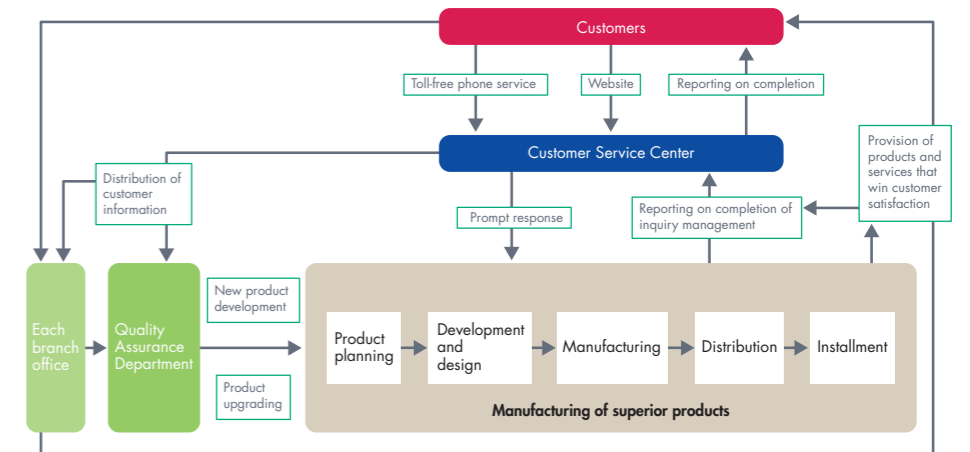 Customers
Toll-free phone service
Website
Reporting on completion
Customer Service Center
Provision of
products and
services that
win customer
satisfaction
Distribution of
customer
information
Prompt response
Reporting on completion of
inquiry management
Each
branch
office
Quality
Assurance
Department
New product
development
Product
upgrading
Product
planning
Development
and
design
Manufacturing
Distribution
Installment
Manufacturing of superior products